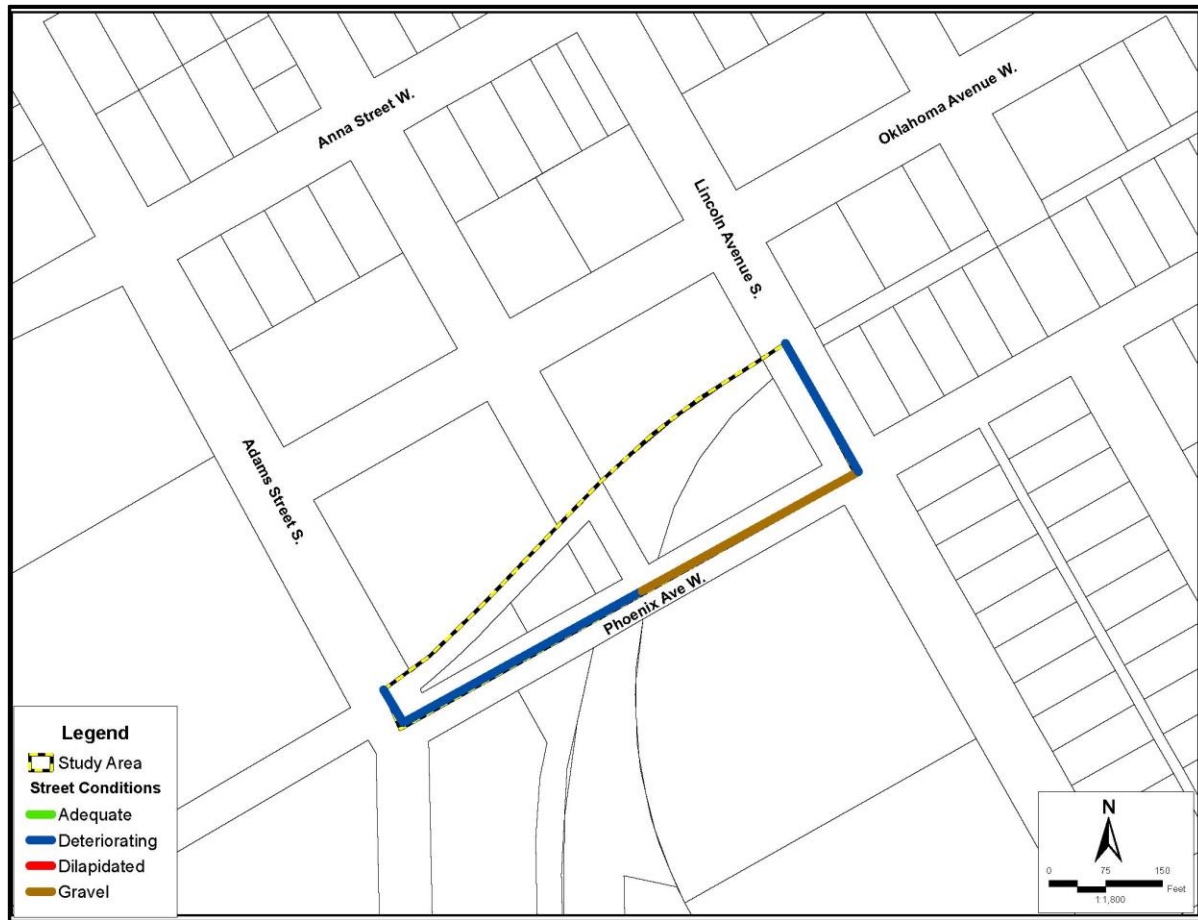 Anna Street W.
Oklahoma Avenue W.
Lincoln Avenue S.
Adams Street S.
Phoenix Ave W.
Legend
Study Area
Street Conditions
Adequate
Deteriorating
Dilapidated
Gravel
N
0 75 150
Feet
1:1,800